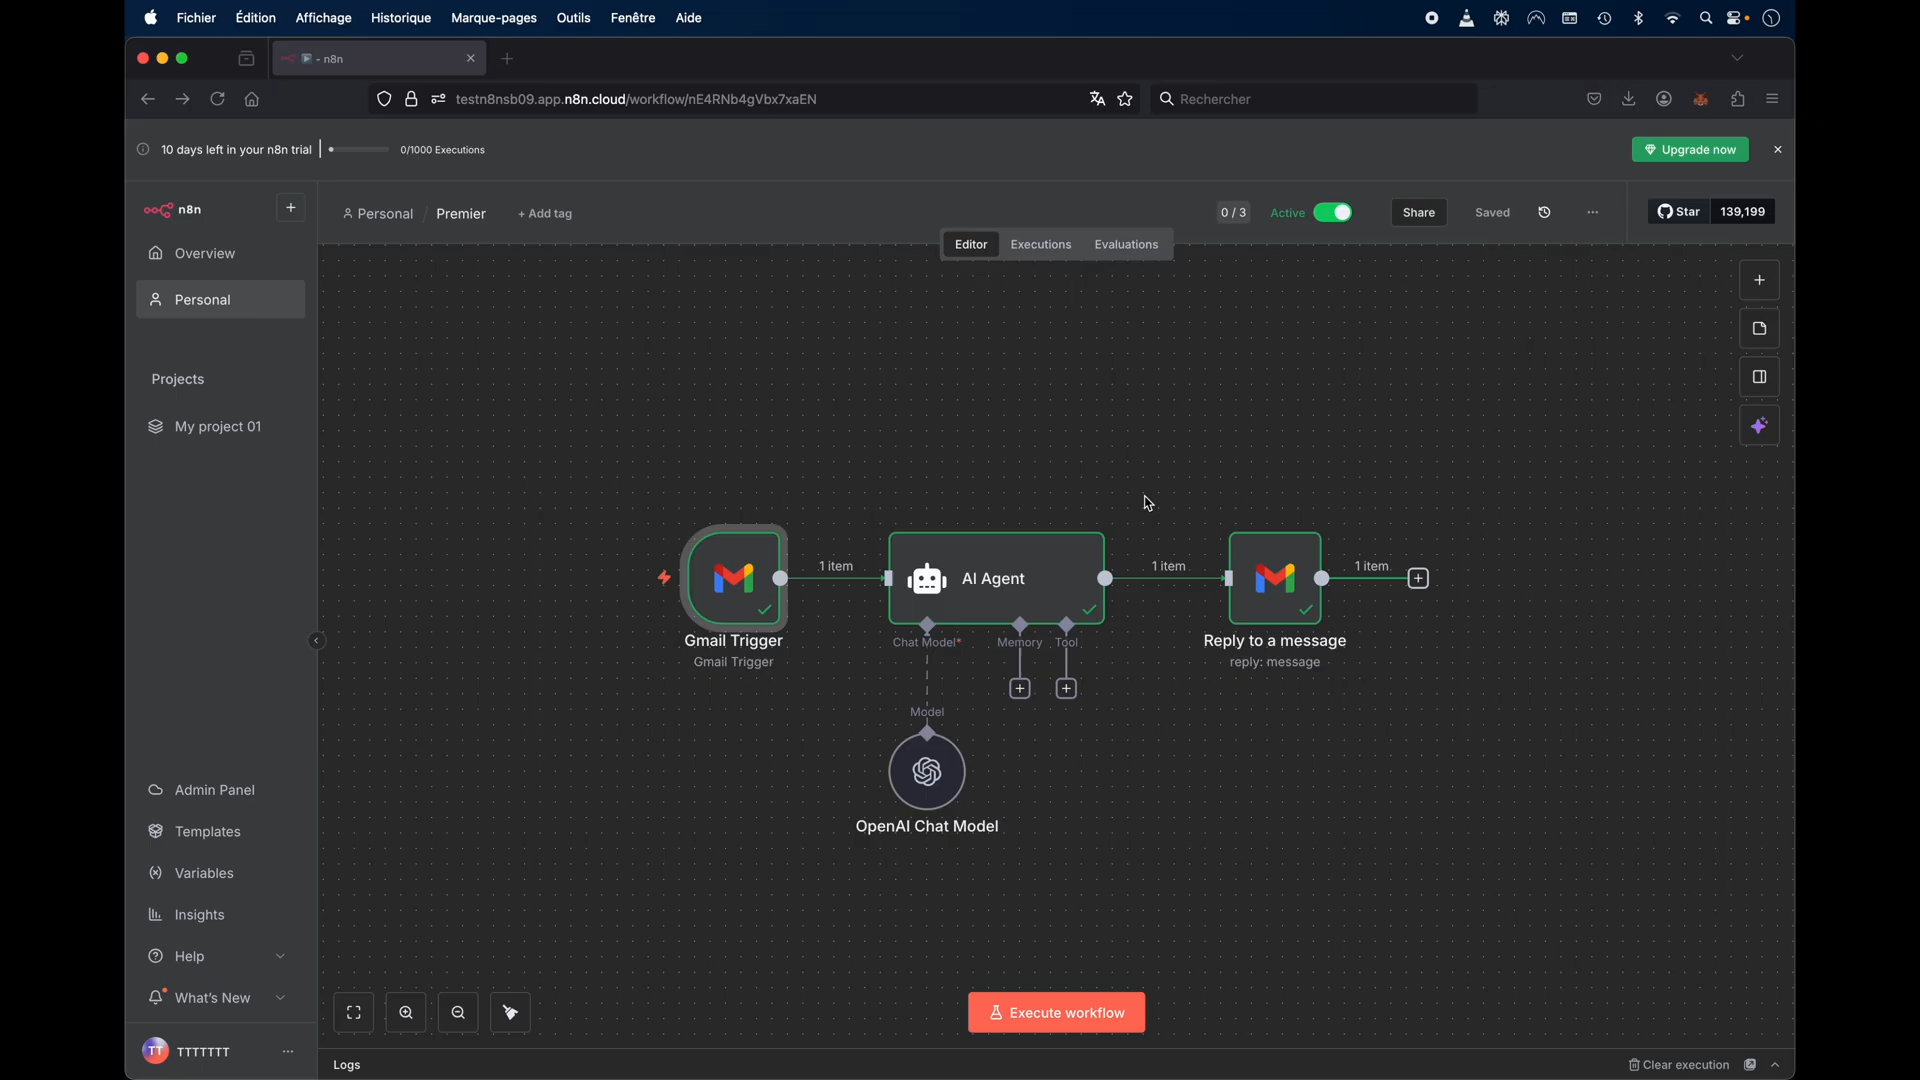 Fichier Édition Affichage Historique Marque-pages Outils Fenêtre Aide
- n8n
testn8nsb09.app.n8n.cloud/workflow/nE4RNb4gVbx7xaEN
Rechercher
10 days left in your n8n trial
0/1000 Executions
Upgrade now
n8n
Personal / Premier
+ Add tag
0 / 3
Active
Share
Saved
Star 139,199
Editor Executions Evaluations
Overview
Personal
Projects
My project 01
1 item
AI Agent
1 item
1 item
Gmail Trigger
Gmail Trigger
Chat Model*
Memory
Tool
Reply to a message
reply: message
Model
OpenAI Chat Model
Admin Panel
Templates
Variables
Insights
Help
What's New
TT TTTTTTT
Execute workflow
Logs
Clear execution